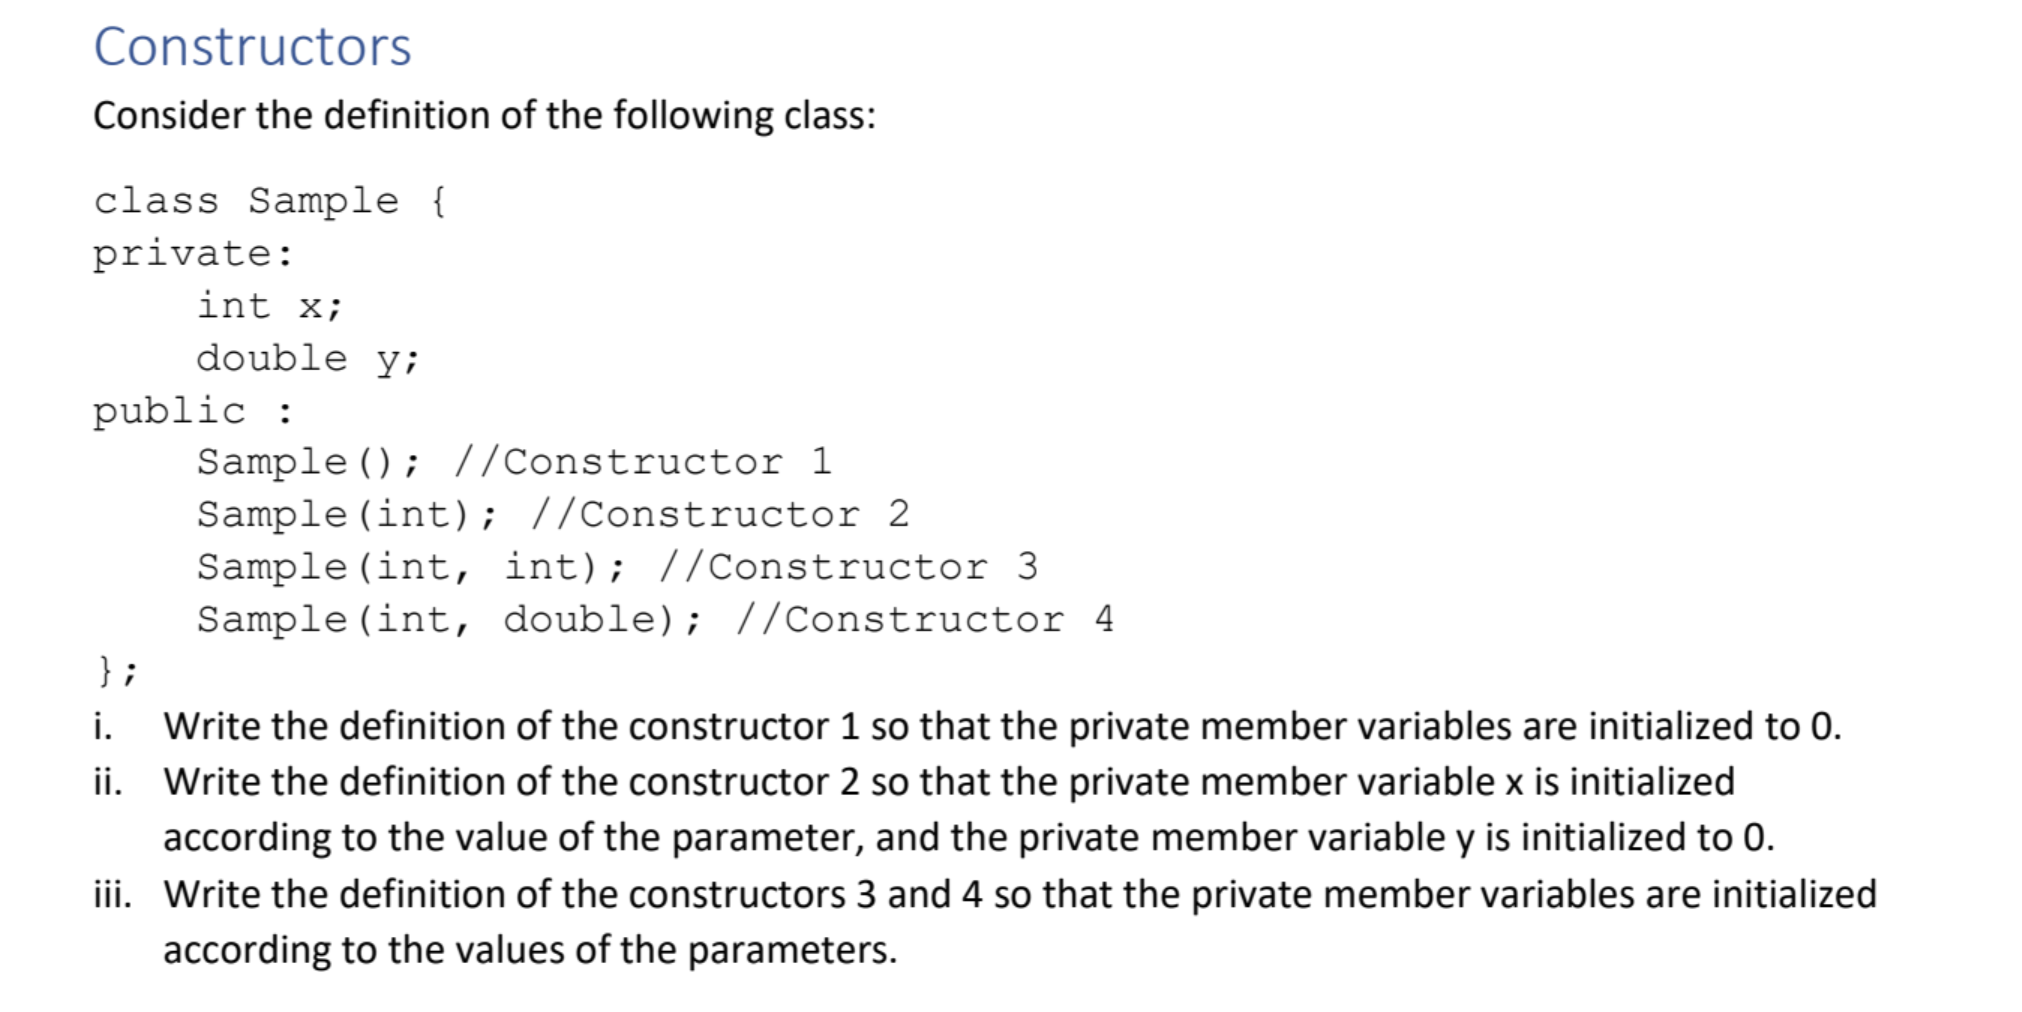 Constructors
Consider the definition of the following class:
class Sample {
private:
int x;
double y;
public :
Sample(); //Constructor 1
Sample(int); //Constructor 2
Sample(int, int); //Constructor 3
Sample(int, double); //Constructor 4
};
i. Write the definition of the constructor 1 so that the private member variables are initialized to 0.
ii. Write the definition of the constructor 2 so that the private member variable x is initialized
according to the value of the parameter, and the private member variable y is initialized to 0.
iii. Write the definition of the constructors 3 and 4 so that the private member variables are initialized
according to the values of the parameters.